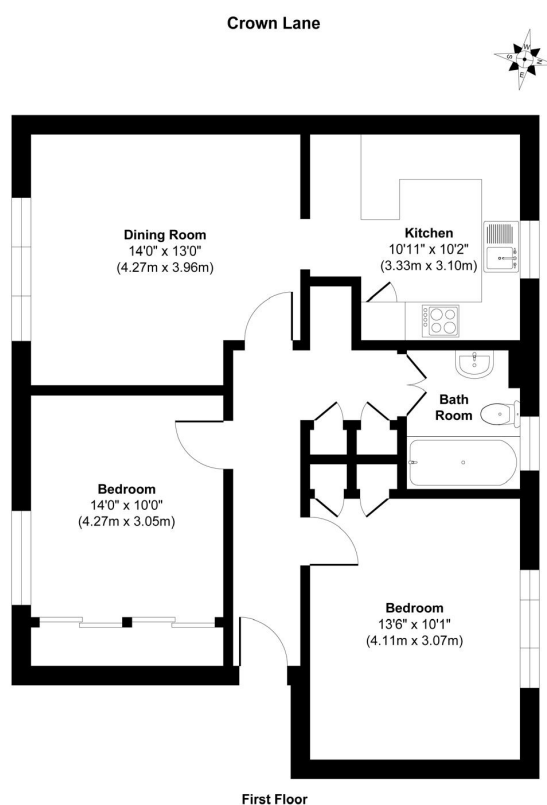 Crown Lane
W
S
N
E
Dining Room
14'0" x 13'0"
(4.27m x 3.96m)
Kitchen
10'11" x 10'2"
(3.33m x 3.10m)
Bath
Room
Bedroom
14'0" x 10'0"
(4.27m x 3.05m)
Bedroom
13'6" x 10'1"
(4.11m x 3.07m)
First Floor